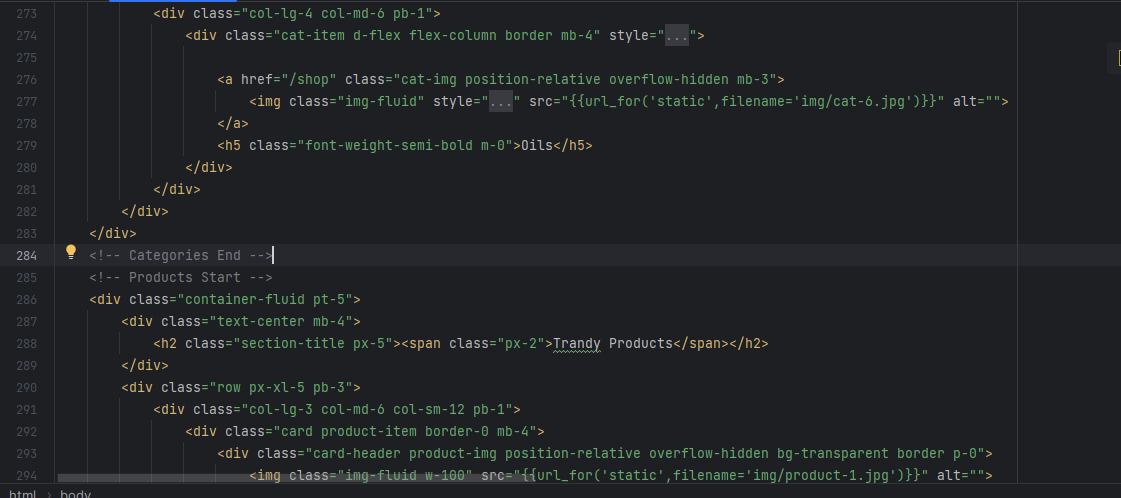 273 <div class="col-lg-4 col-md-6 pb-1">
274 <div class="cat-item d-flex flex-column border mb-4" style="...">
275
276 <a href="/shop" class="cat-img position-relative overflow-hidden mb-3">
277 <img class="img-fluid" style="..." src="{{url_for('static',filename='img/cat-6.jpg')}}" alt="">
278 </a>
279 <h5 class="font-weight-semi-bold m-0">Oils</h5>
280 </div>
281 </div>
282 </div>
283 </div>
284 <!-- Categories End -->
285 <!-- Products Start -->
286 <div class="container-fluid pt-5">
287 <div class="text-center mb-4">
288 <h2 class="section-title px-5"><span class="px-2">Trandy Products</span></h2>
289 </div>
290 <div class="row px-xl-5 pb-3">
291 <div class="col-lg-3 col-md-6 col-sm-12 pb-1">
292 <div class="card product-item border-0 mb-4">
293 <div class="card-header product-img position-relative overflow-hidden bg-transparent border p-0">
294 <img class="img-fluid w-100" src="{{url_for('static',filename='img/product-1.jpg')}}" alt="">
html › body